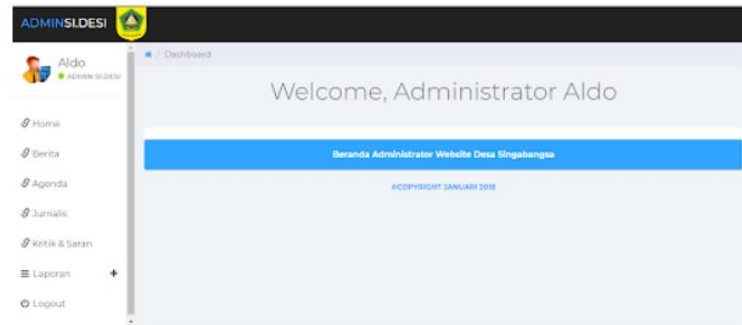 ADMINSI.DESI
Aldo
ADMIN SI.DESI
Home
Berita
Agenda
Jurnalis
Kritik & Saran
Laporan
Logout
/ Dashboard
Welcome, Administrator Aldo
Beranda Administrator Website Desa Singabangsa
©COPYRIGHT JANUARI 2018